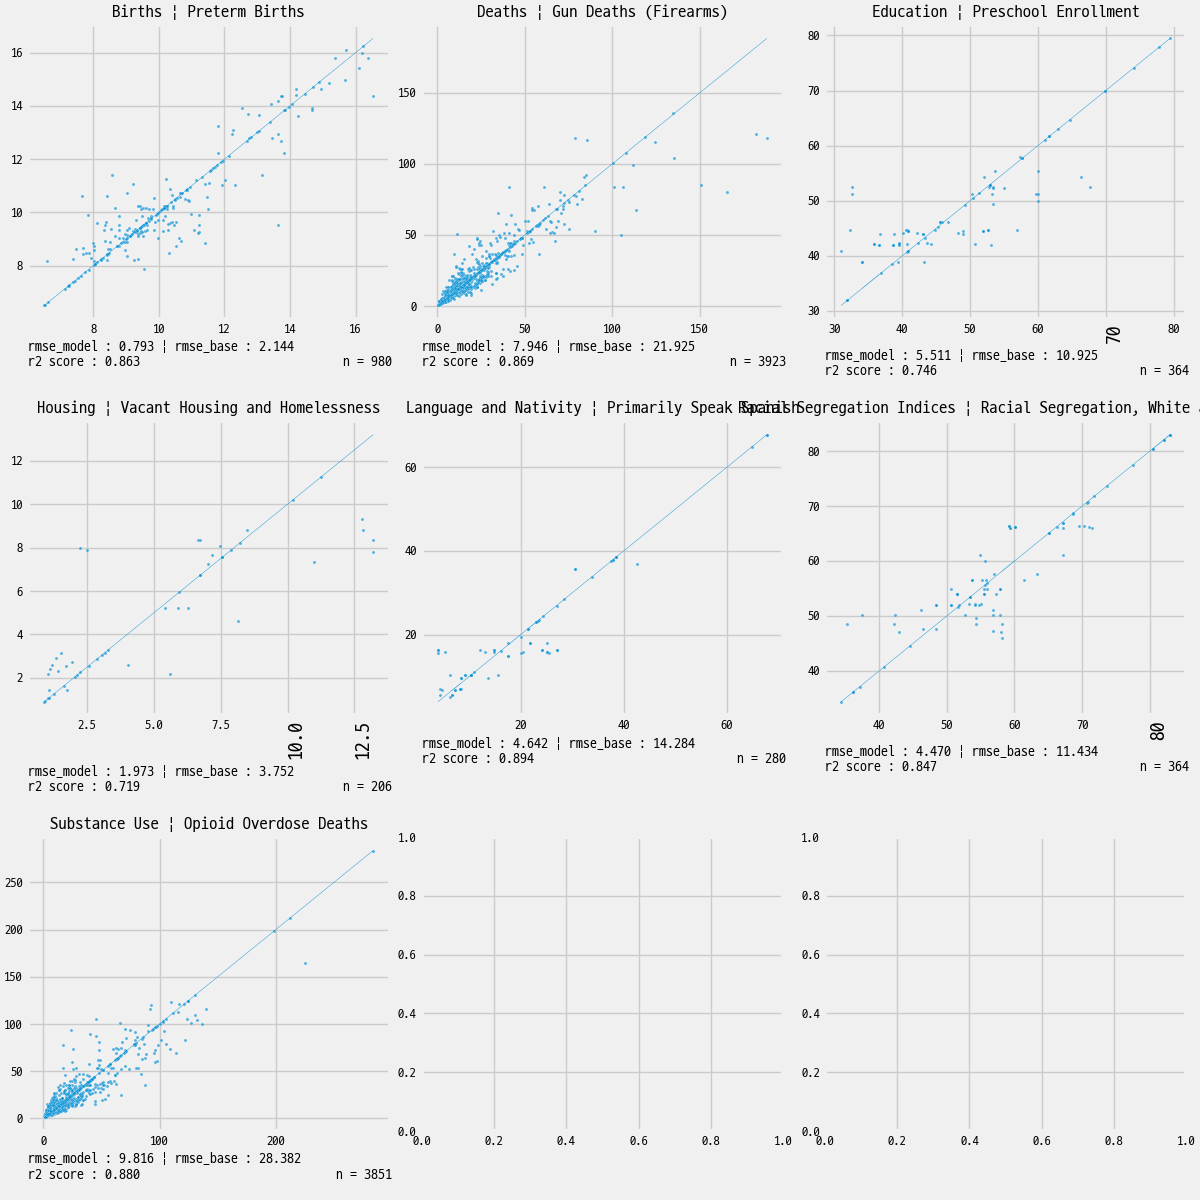 Births ¦ Preterm Births
16
14
12
10
8
8 10 12 14 16
rmse_model : 0.793 ¦ rmse_base : 2.144
r2 score : 0.863 n = 980
Deaths ¦ Gun Deaths (Firearms)
150
100
50
0
0 50 100 150
rmse_model : 7.946 ¦ rmse_base : 21.925
r2 score : 0.869 n = 3923
Education ¦ Preschool Enrollment
80
70
60
50
40
30
30 40 50 60 70 80
rmse_model : 5.511 ¦ rmse_base : 10.925
r2 score : 0.746 n = 364
Housing ¦ Vacant Housing and Homelessness
12
10
8
6
4
2
2.5 5.0 7.5 10.0 12.5
rmse_model : 1.973 ¦ rmse_base : 3.752
r2 score : 0.719 n = 206
Language and Nativity ¦ Primarily Speak Spanish
60
40
20
20 40 60
rmse_model : 4.642 ¦ rmse_base : 14.284
r2 score : 0.894 n = 280
Racial Segregation Indices ¦ Racial Segregation, White
80
70
60
50
40
40 50 60 70 80
rmse_model : 4.470 ¦ rmse_base : 11.434
r2 score : 0.847 n = 364
Substance Use ¦ Opioid Overdose Deaths
250
200
150
100
50
0
0 100 200
rmse_model : 9.816 ¦ rmse_base : 28.382
r2 score : 0.880 n = 3851
1.0
0.8
0.6
0.4
0.2
0.0
0.0 0.2 0.4 0.6 0.8 1.0
1.0
0.8
0.6
0.4
0.2
0.0
0.0 0.2 0.4 0.6 0.8 1.0